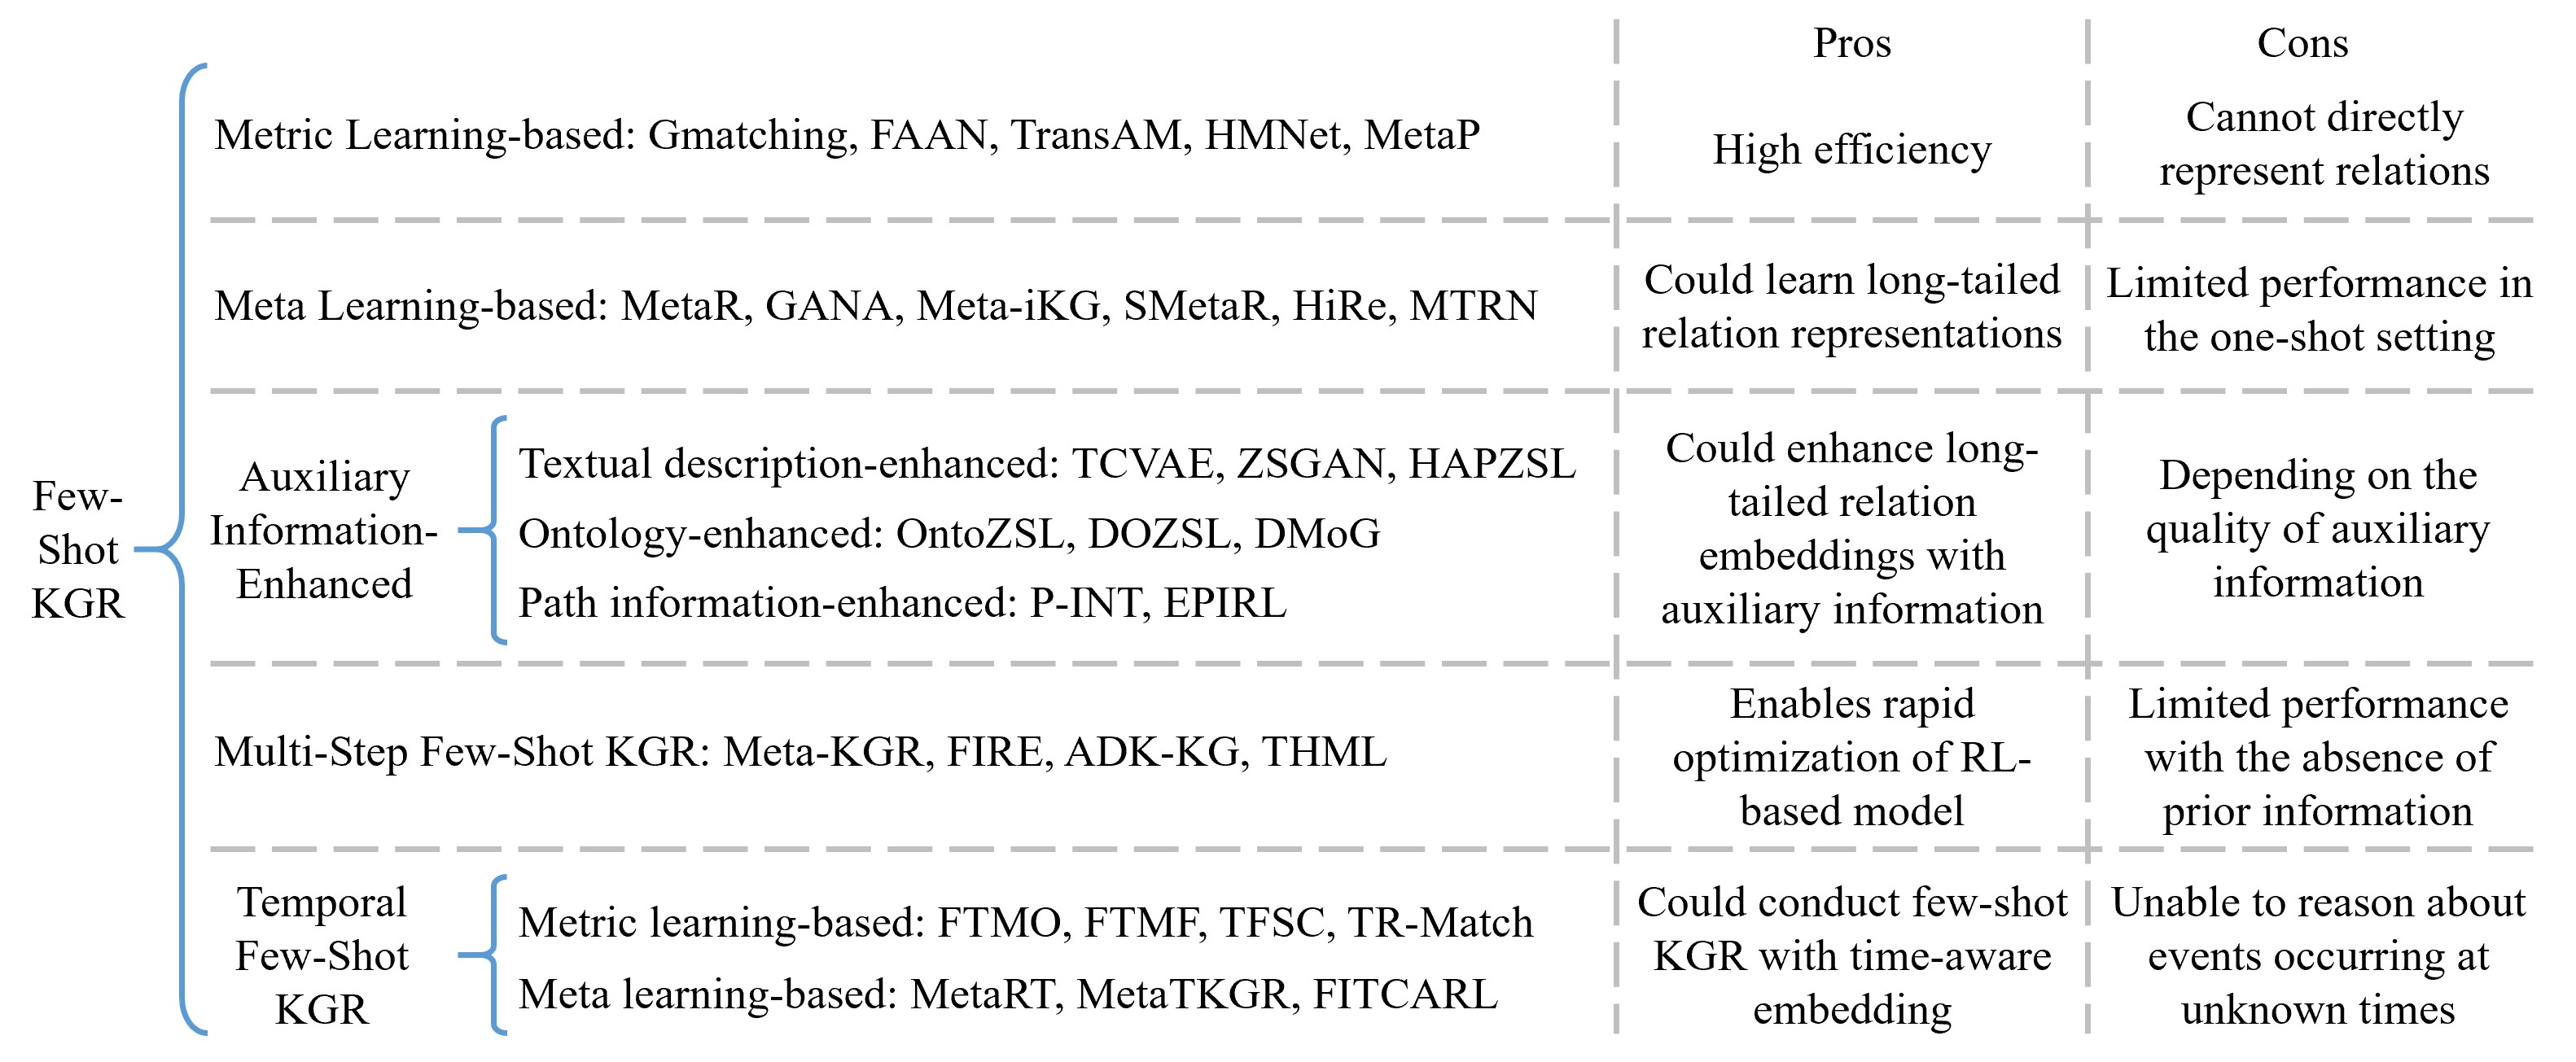 Pros
Cons
Few-
Shot
KGR
Metric Learning-based: Gmatching, FAAN, TransAM, HMNet, MetaP
High efficiency
Cannot directly
represent relations
Meta Learning-based: MetaR, GANA, Meta-iKG, SMetaR, HiRe, MTRN
Could learn long-tailed
relation representations
Limited performance in
the one-shot setting
Auxiliary
Information-
Enhanced
Textual description-enhanced: TCVAE, ZSGAN, HAPZSL
Ontology-enhanced: OntoZSL, DOZSL, DMoG
Path information-enhanced: P-INT, EPIRL
Could enhance long-
tailed relation
embeddings with
auxiliary information
Depending on the
quality of auxiliary
information
Multi-Step Few-Shot KGR: Meta-KGR, FIRE, ADK-KG, THML
Enables rapid
optimization of RL-
based model
Limited performance
with the absence of
prior information
Temporal
Few-Shot
KGR
Metric learning-based: FTMO, FTMF, TFSC, TR-Match
Meta learning-based: MetaRT, MetaTKGR, FITCARL
Could conduct few-shot
KGR with time-aware
embedding
Unable to reason about
events occurring at
unknown times